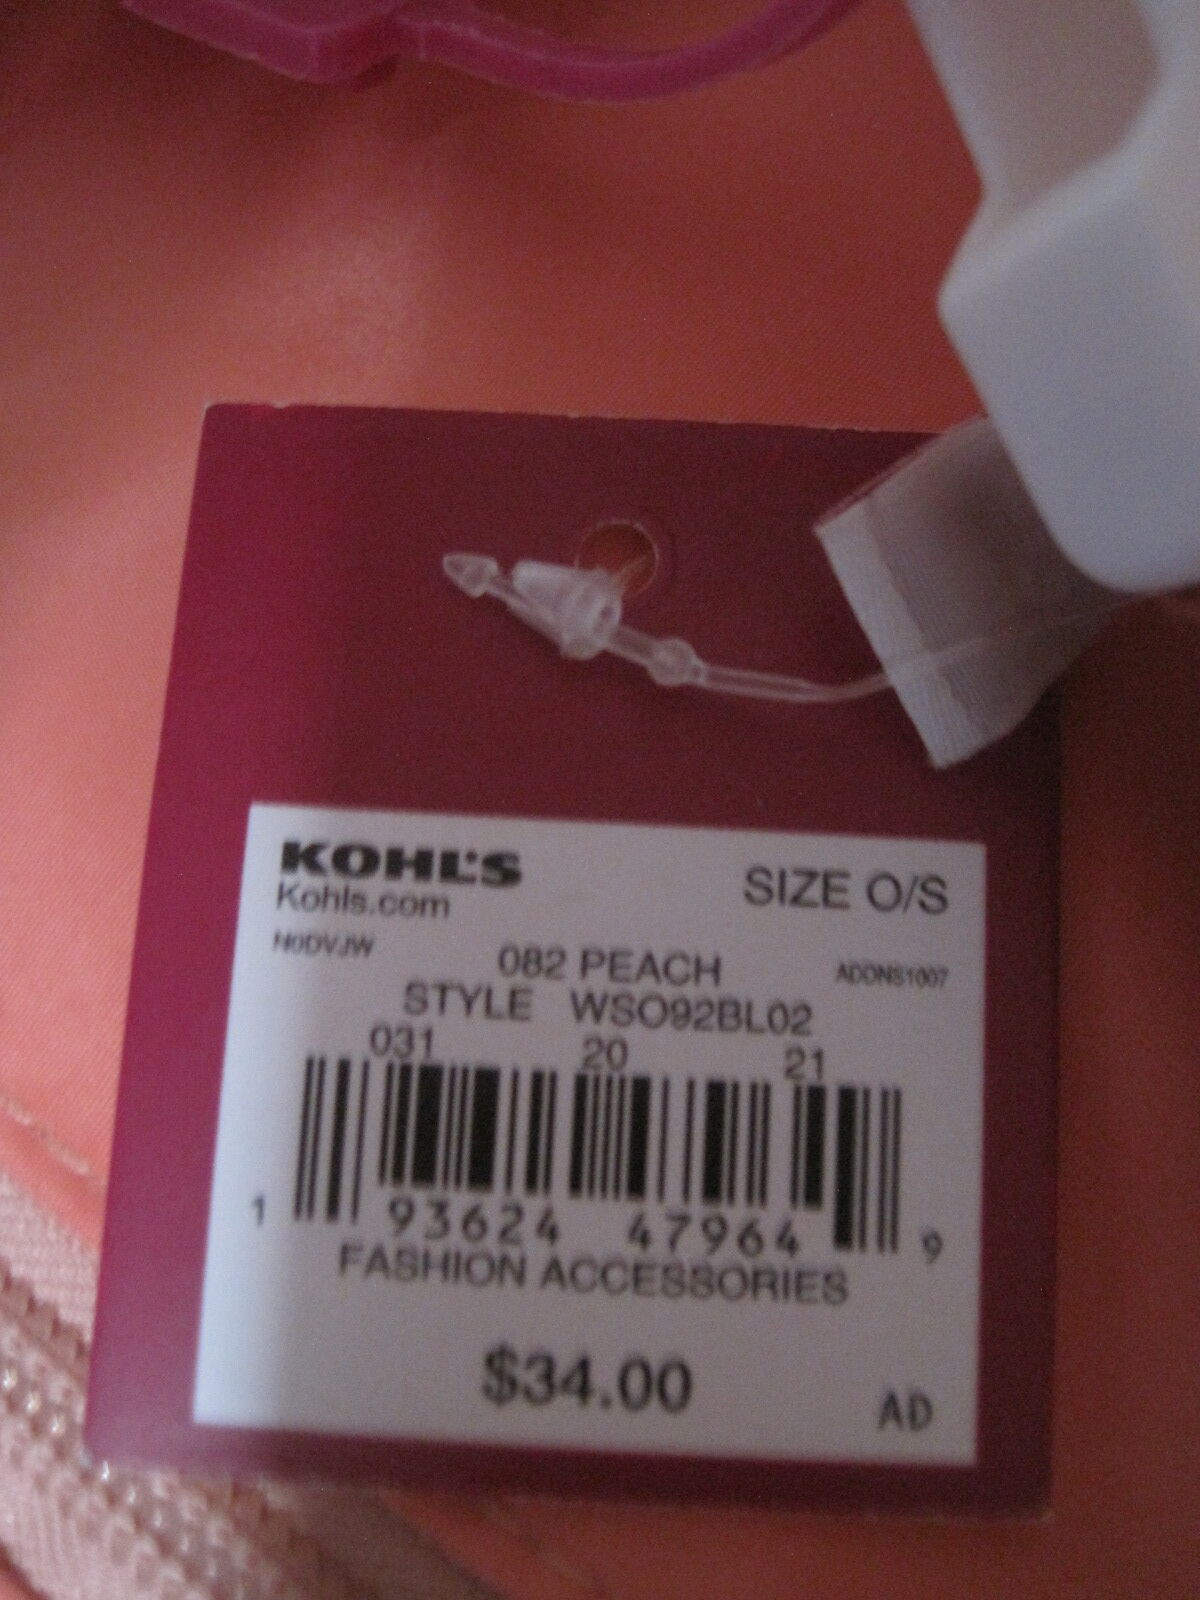 KOHL'S
Kohls.com
SIZE O/S
N0DVJW
082 PEACH
ADDNS1007
STYLE WSO92BL02
031 20 21
1 93624 47964 9
FASHION ACCESSORIES
$34.00
AD